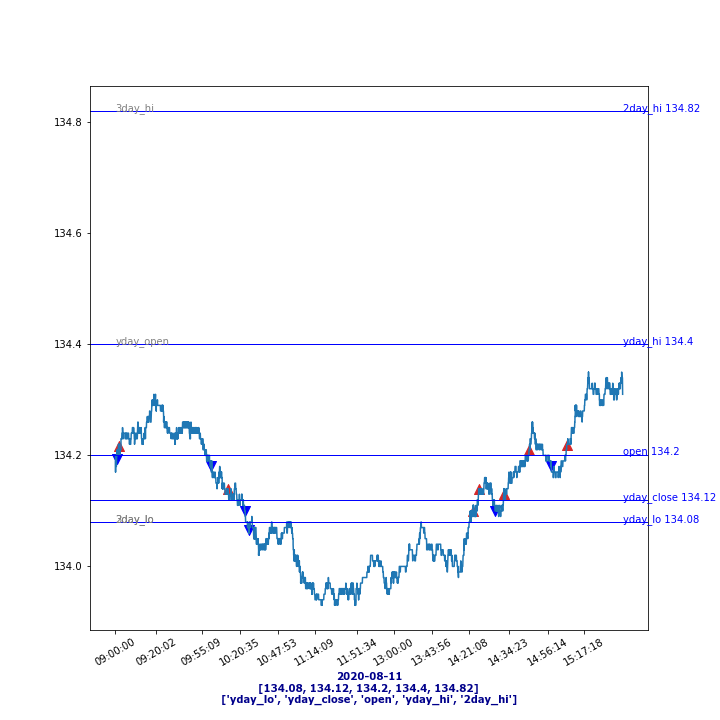 3day_hi
2day_hi 134.82
134.8
134.6
134.4
yday_open
yday_hi 134.4
134.2
open 134.2
yday_close 134.12
yday_lo 134.08
134.0
09:00:00
09:20:02
09:55:09
10:20:35
10:47:53
11:14:09
11:51:34
13:00:00
13:43:56
14:21:08
14:34:23
14:56:14
15:17:18
2020-08-11
[134.08, 134.12, 134.2, 134.4, 134.82]
['yday_lo', 'yday_close', 'open', 'yday_hi', '2day_hi']